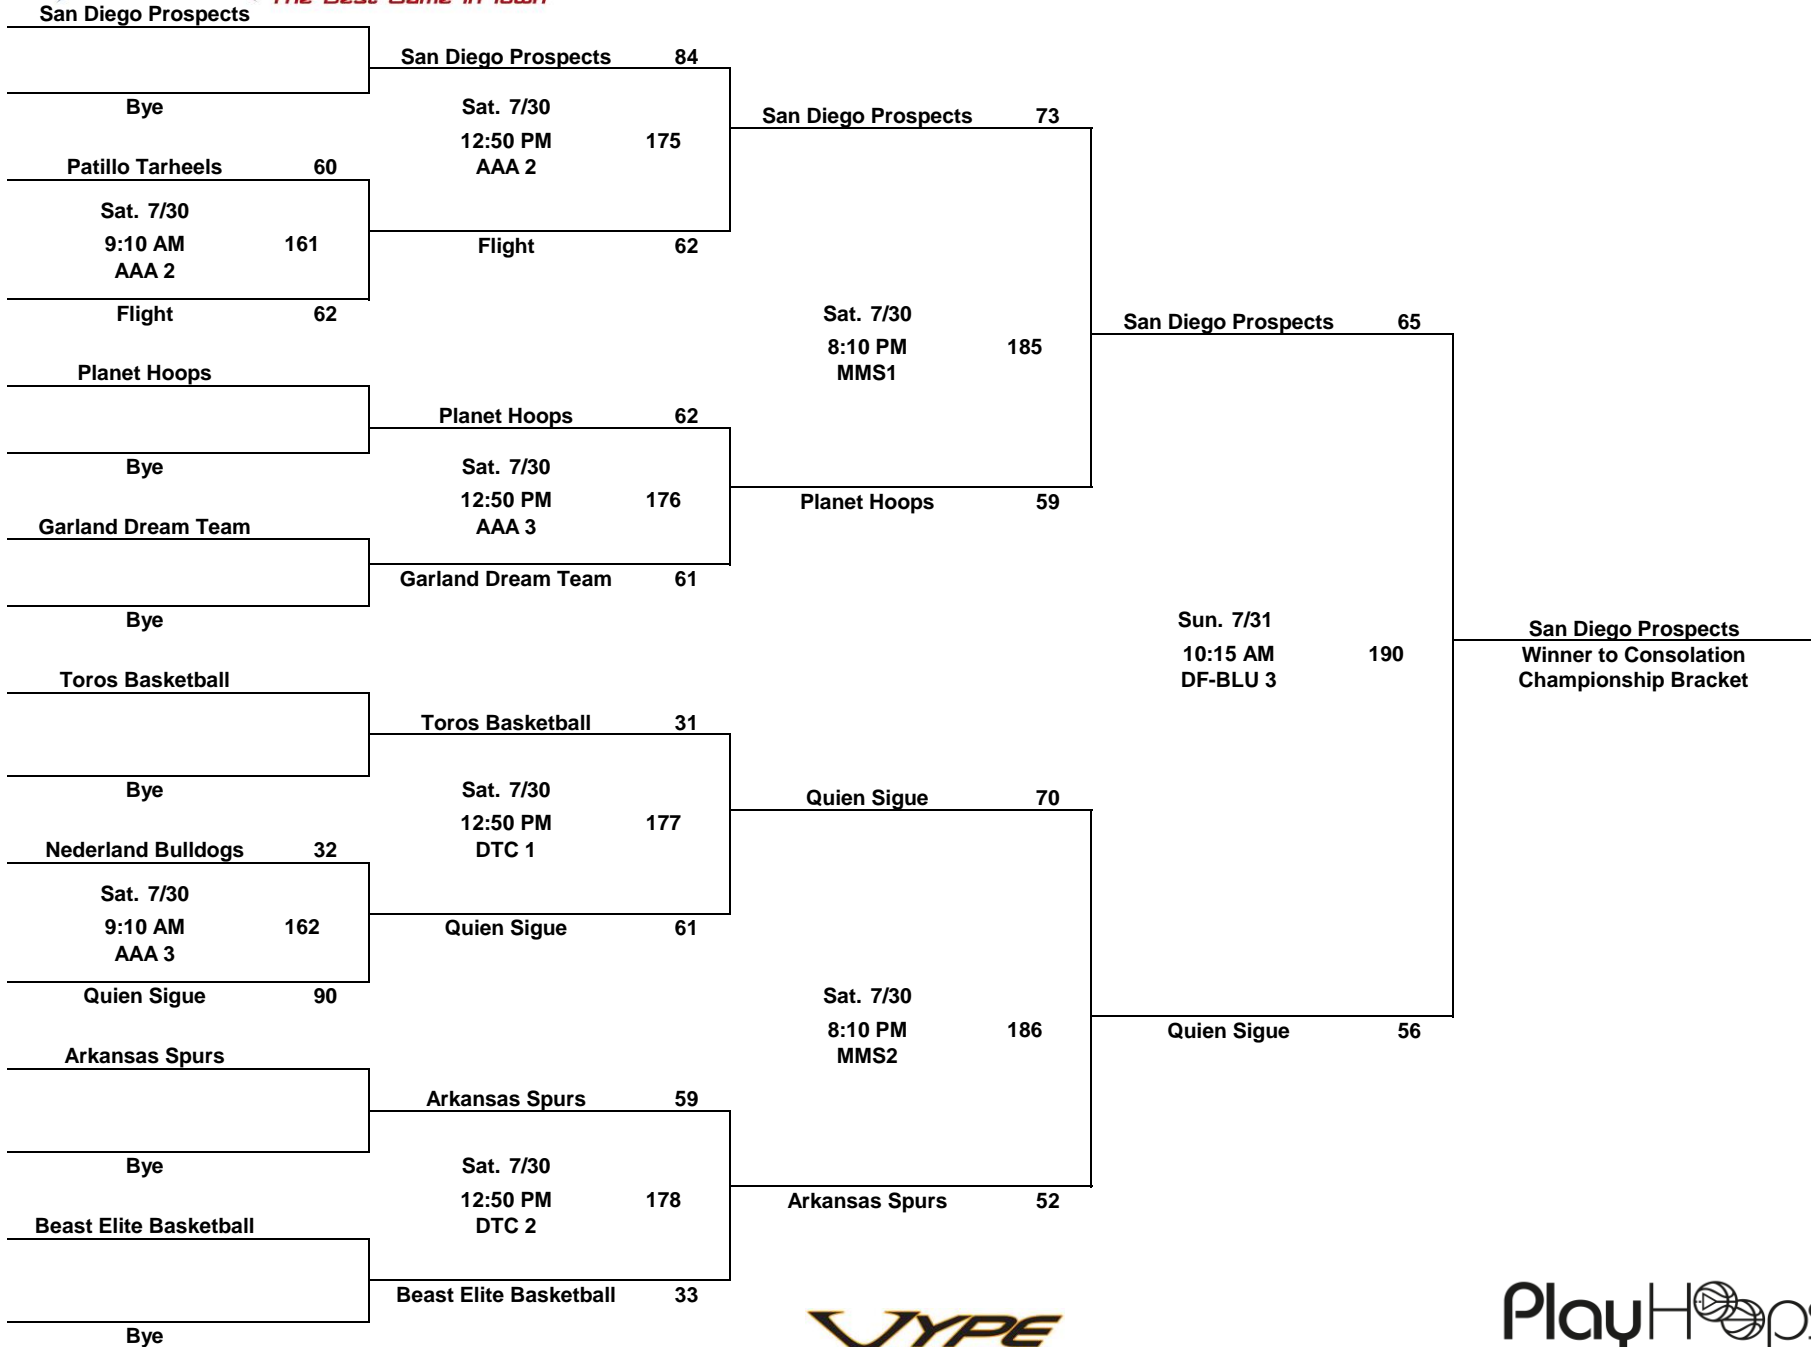 The Best Game in Town
San Diego Prospects
San Diego Prospects 84
Bye
Sat. 7/30
San Diego Prospects 73
12:50 PM 175
Patillo Tarheels 60
AAA 2
Sat. 7/30
9:10 AM 161
Flight 62
AAA 2
Flight 62
Sat. 7/30
San Diego Prospects 65
8:10 PM 185
Planet Hoops
MMS1
Planet Hoops 62
Bye
Sat. 7/30
12:50 PM 176
Planet Hoops 59
Garland Dream Team
AAA 3
Garland Dream Team 61
Bye
Sun. 7/31
San Diego Prospects
10:15 AM 190
Winner to Consolation
Toros Basketball
DF-BLU 3
Championship Bracket
Toros Basketball 31
Bye
Sat. 7/30
Quien Sigue 70
12:50 PM 177
Nederland Bulldogs 32
DTC 1
Sat. 7/30
9:10 AM 162
Quien Sigue 61
AAA 3
Quien Sigue 90
Sat. 7/30
8:10 PM 186
Quien Sigue 56
Arkansas Spurs
MMS2
Arkansas Spurs 59
Bye
Sat. 7/30
12:50 PM 178
Arkansas Spurs 52
Beast Elite Basketball
DTC 2
Beast Elite Basketball 33
Bye
VYPE
PlayHoops